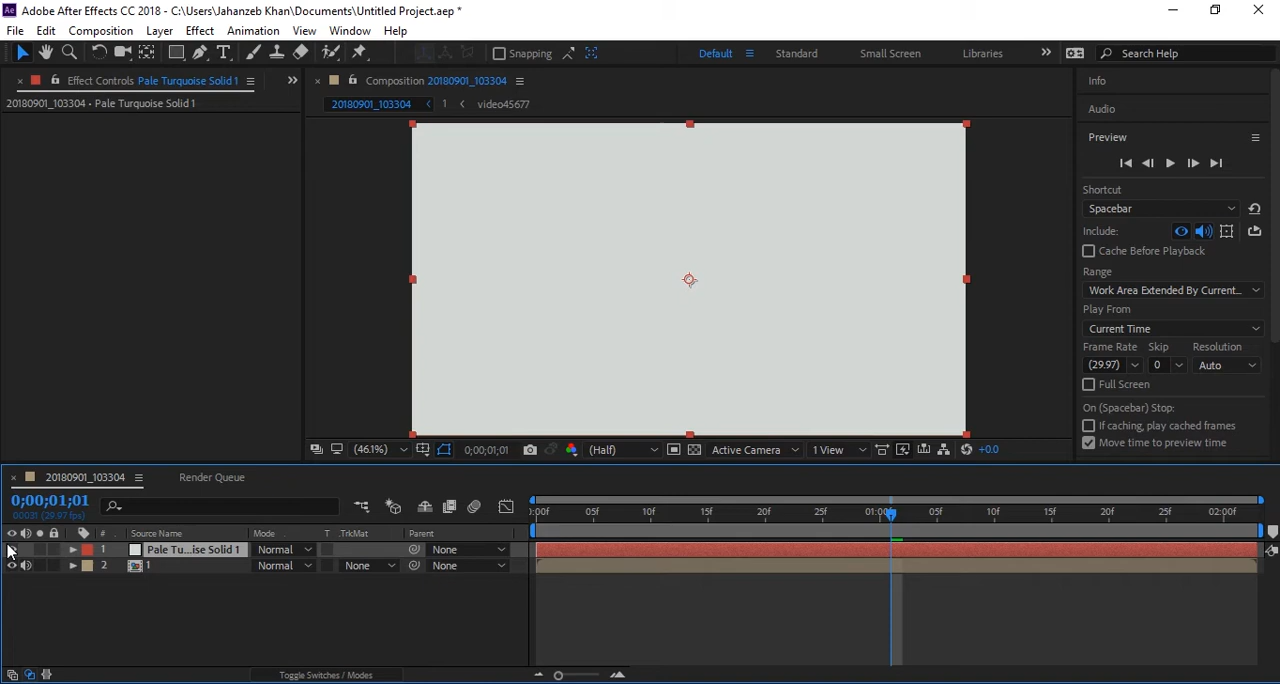 Adobe After Effects CC 2018 - C:\Users\Jahanzeb Khan\Documents\Untitled Project.aep *
File Edit Composition Layer Effect Animation View Window Help
Snapping Default Standard Small Screen Libraries Search Help
Effect Controls Pale Turquoise Solid 1
20180901_103304 • Pale Turquoise Solid 1
Composition 20180901_103304
20180901_103304 1 video45677
Info
Audio
Preview
Shortcut
Spacebar
Include:
Cache Before Playback
Range
Work Area Extended By Current...
Play From
Current Time
Frame Rate Skip Resolution
(29.97) 0 Auto
Full Screen
On (Spacebar) Stop:
If caching, play cached frames
Move time to preview time
(46.1%) 0;00;01;01 (Half) Active Camera 1 View +0.0
20180901_103304 Render Queue
0;00;01;01
00031 (29.97 fps)
# Source Name Mode T .TrkMat Parent
1 Pale Tu...ise Solid 1 Normal None
2 1 Normal None None
Toggle Switches / Modes
):00f 05f 10f 15f 20f 25f 01:00f 05f 10f 15f 20f 25f 02:00f